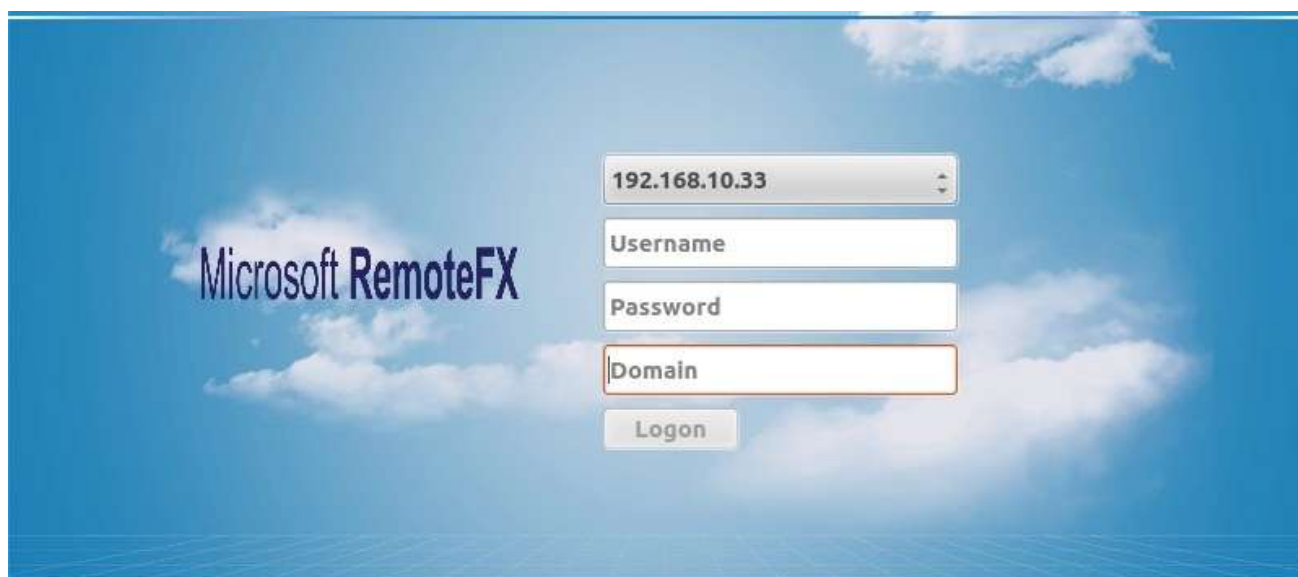 Microsoft RemoteFX
192.168.10.33
Username
Password
Domain
Logon